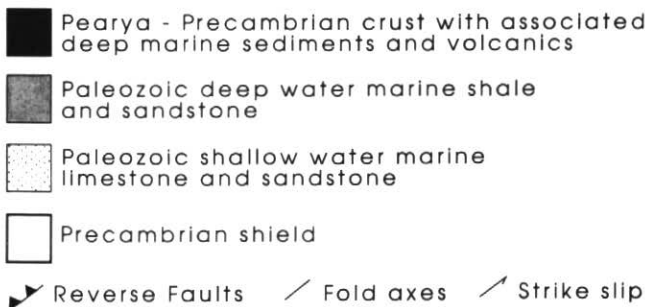 Pearya - Precambrian crust with associated
deep marine sediments and volcanics
Paleozoic deep water marine shale
and sandstone
Paleozoic shallow water marine
limestone and sandstone
Precambrian shield
Reverse Faults Fold axes Strike slip